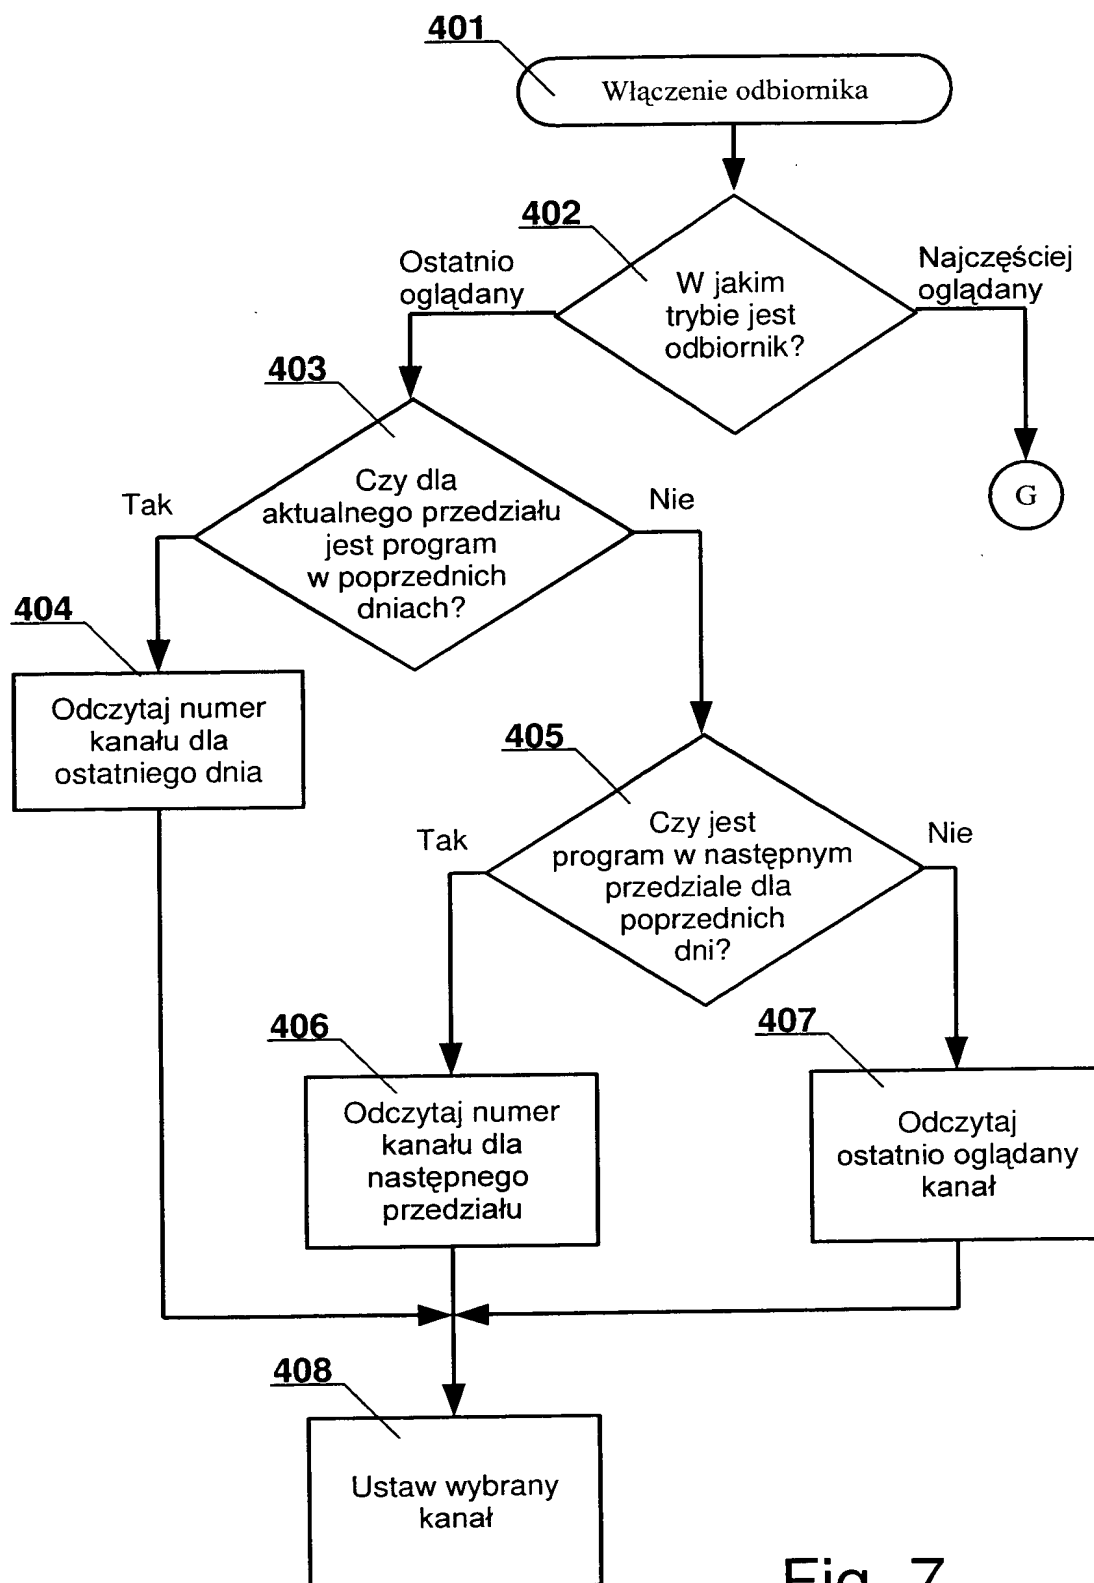 401
Włączenie odbiornika
402
Ostatnio
oglądany
Najczęściej
oglądany
W jakim
trybie jest
odbiornik?
403
G
Tak
Czy dla
aktualnego przedziału
jest program
w poprzednich
dniach?
Nie
404
Odczytaj numer
kanału dla
ostatniego dnia
405
Tak
Czy jest
program w następnym
przedziale dla
poprzednich
dni?
Nie
406
Odczytaj numer
kanału dla
następnego
przedziału
407
Odczytaj
ostatnio oglądany
kanał
408
Ustaw wybrany
kanał
Fig. 7